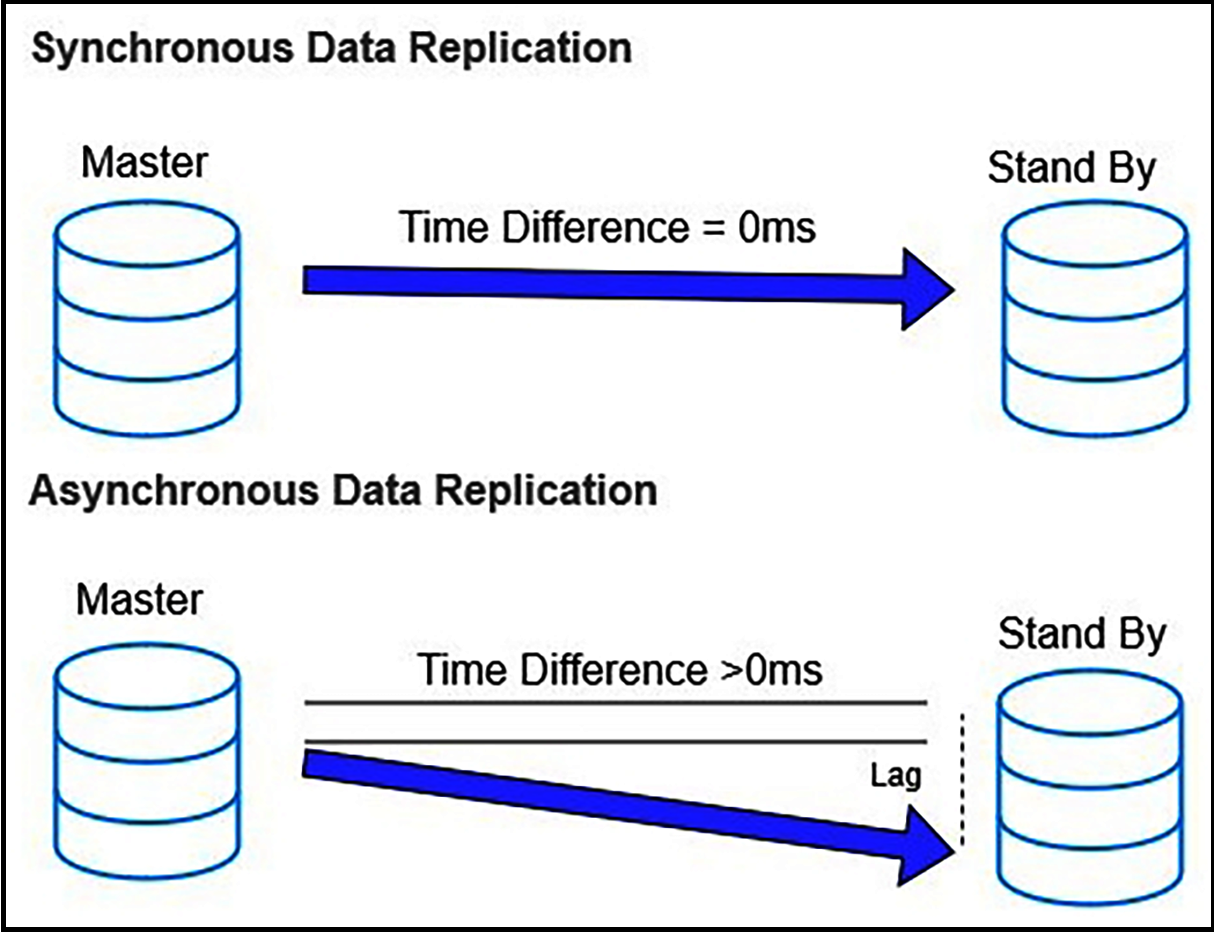 Synchronous Data Replication
Master
Stand By
Time Difference = 0ms
Asynchronous Data Replication
Master
Stand By
Time Difference >0ms
Lag